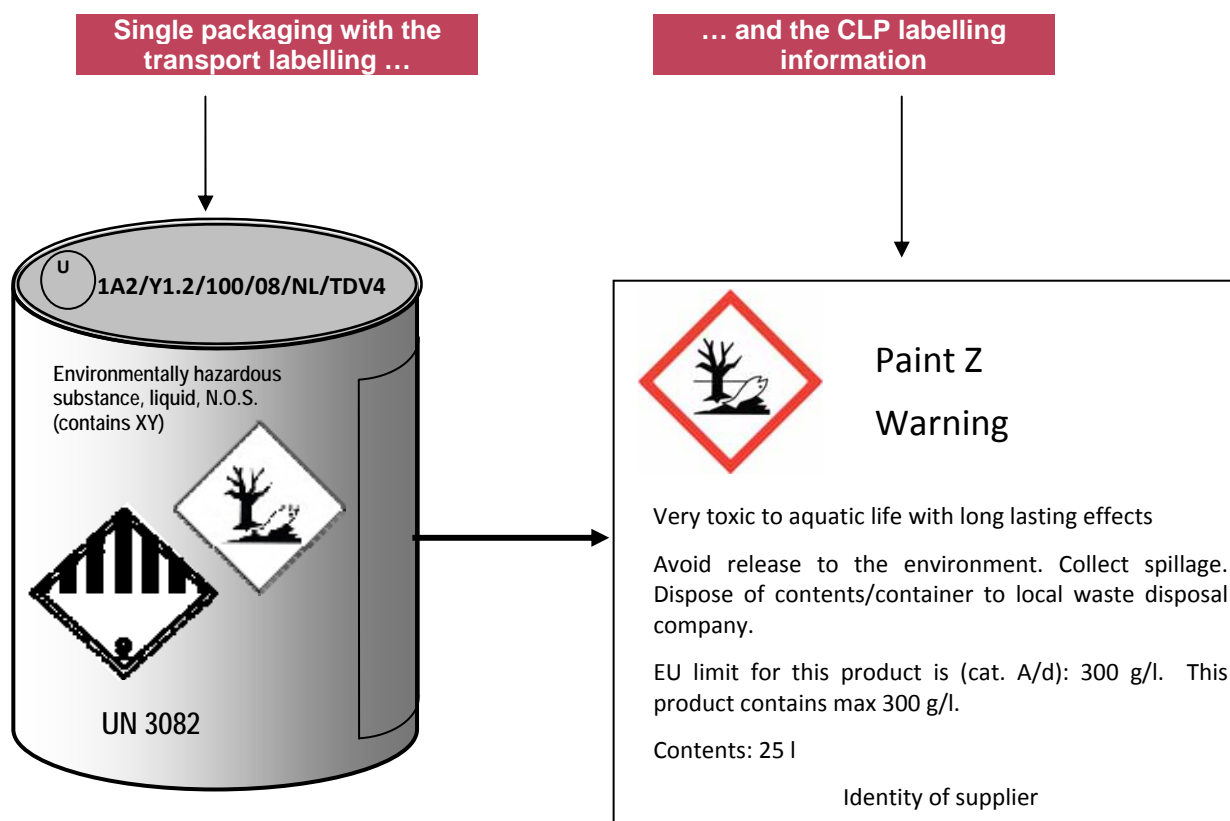 Single packaging with the
transport labelling …
… and the CLP labelling
information
U
1A2/Y1.2/100/08/NL/TDV4
Environmentally hazardous
substance, liquid, N.O.S.
(contains XY)
9
UN 3082
Paint Z
Warning
Very toxic to aquatic life with long lasting effects
Avoid release to the environment. Collect spillage.
Dispose of contents/container to local waste disposal
company.
EU limit for this product is (cat. A/d): 300 g/l. This
product contains max 300 g/l.
Contents: 25 l
Identity of supplier